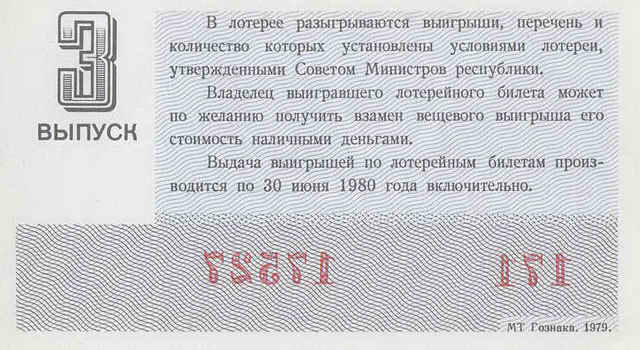 3
ВЫПУСК
В лотерее разыгрываются выигрыши, перечень и
количество которых установлены условиями лотереи,
утвержденными Советом Министров республики.
Владелец выигравшего лотерейного билета может
по желанию получить взамен вещевого выигрыша его
стоимость наличными деньгами.
Выдача выигрышей по лотерейным билетам произ-
водится по 30 июня 1980 года включительно.
171
МТ Гознака. 1979.